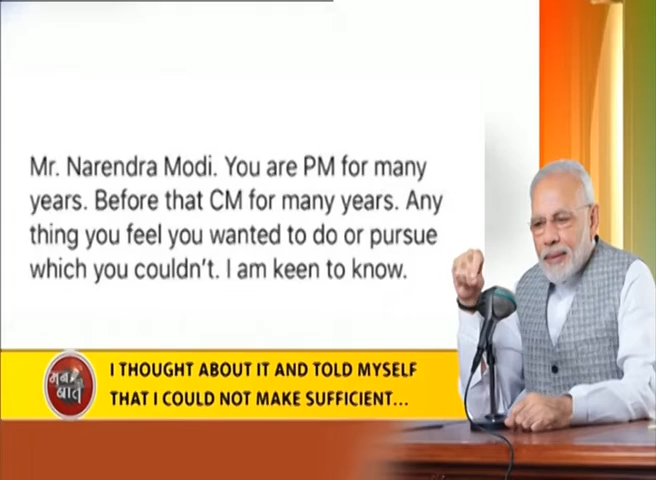 Mr. Narendra Modi. You are PM for many
years. Before that CM for many years. Any
thing you feel you wanted to do or pursue
which you couldn't. I am keen to know.
मन की
बात
I THOUGHT ABOUT IT AND TOLD MYSELF
THAT I COULD NOT MAKE SUFFICIENT...